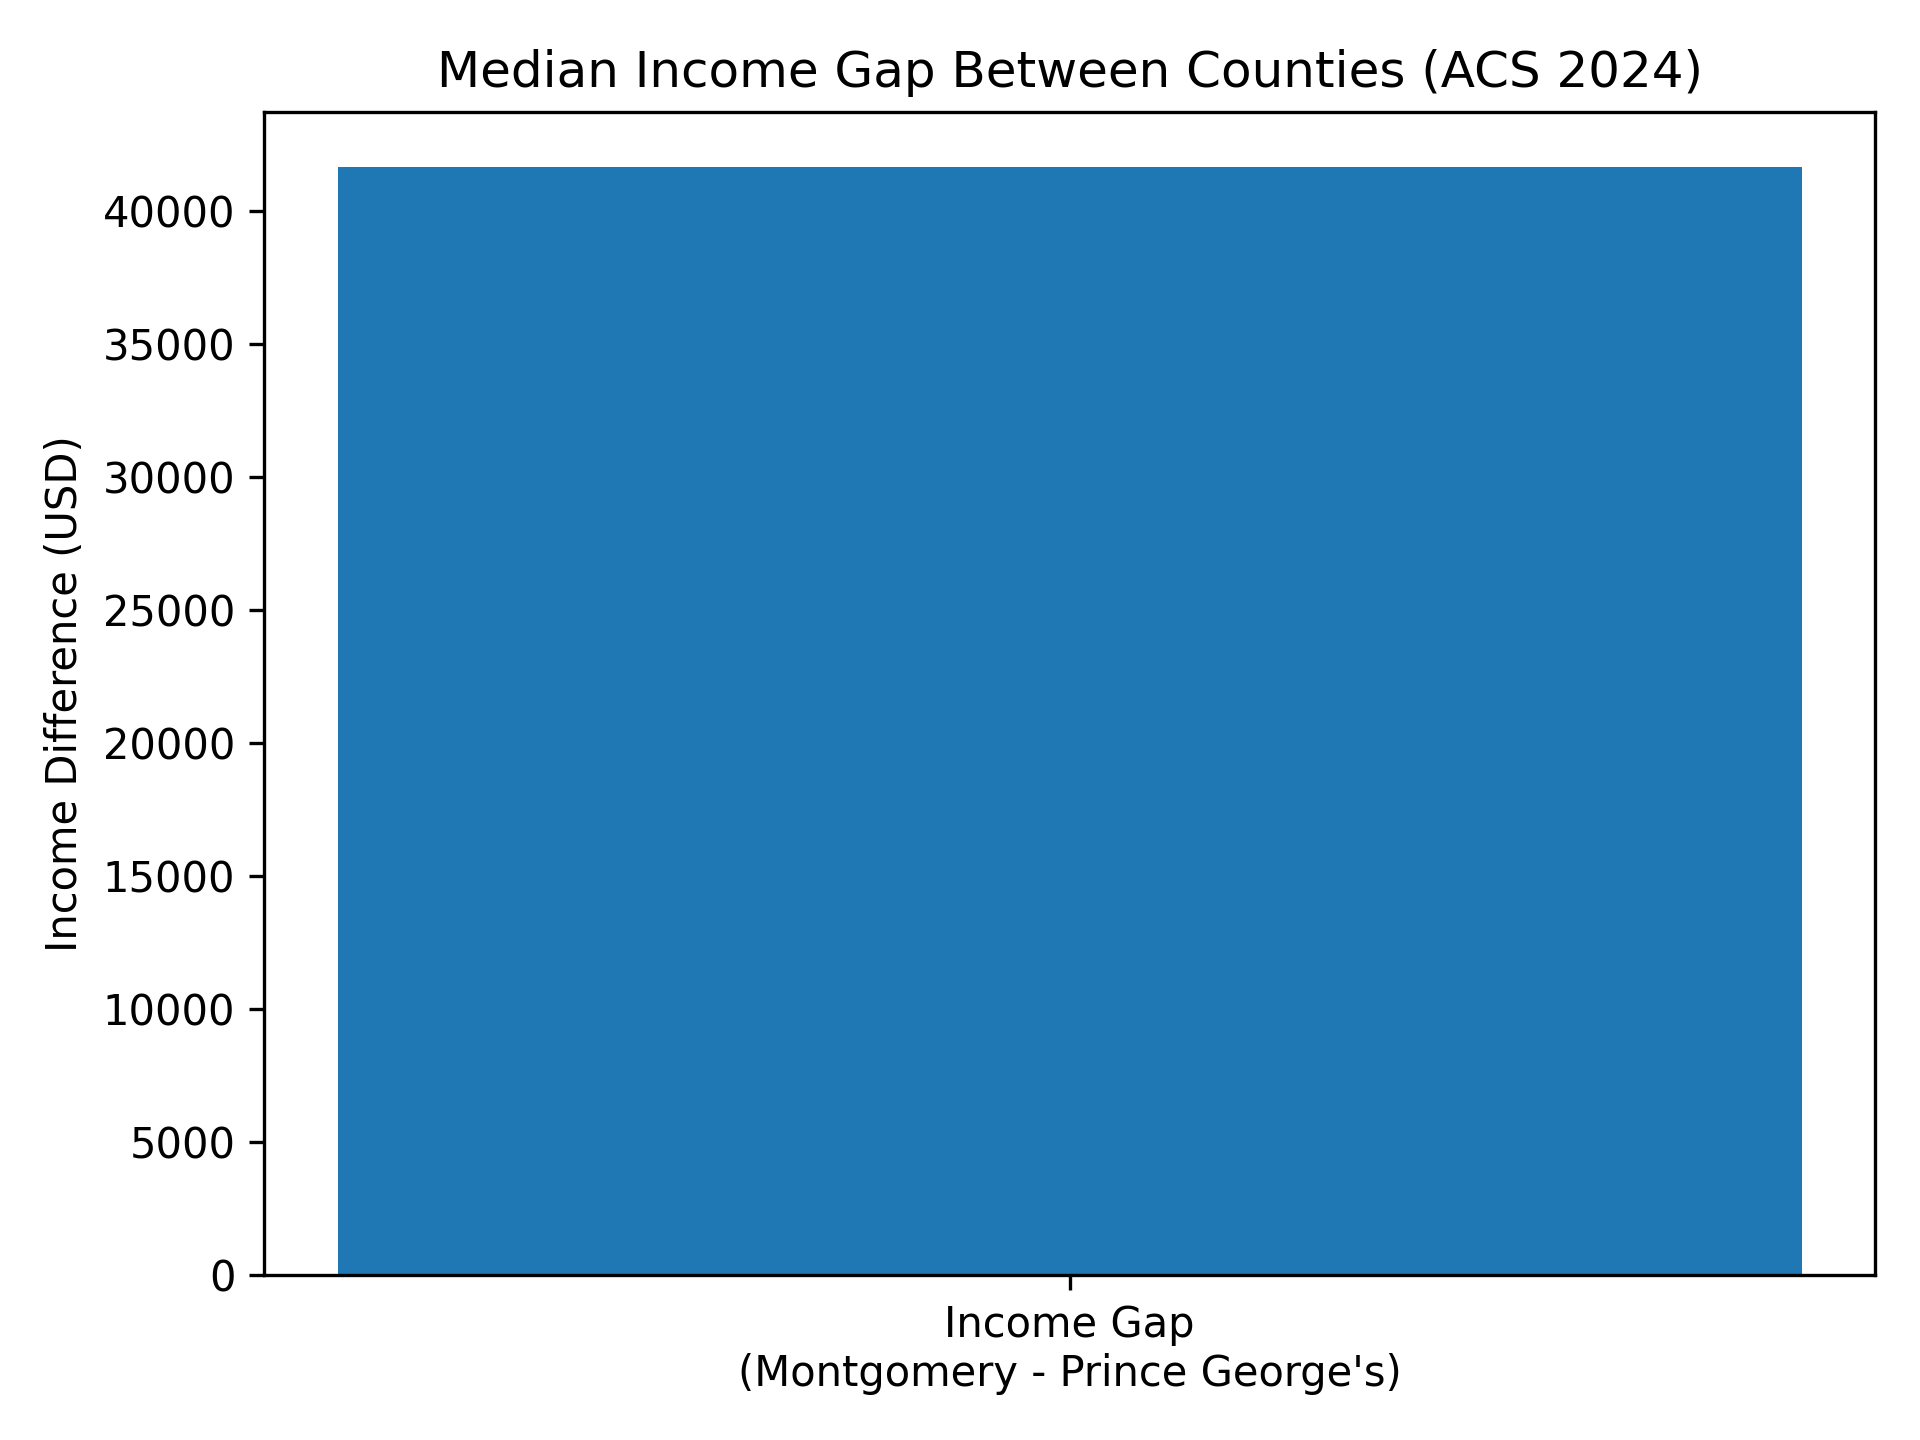 Median Income Gap Between Counties (ACS 2024)
Income Difference (USD)
40000
35000
30000
25000
20000
15000
10000
5000
0
Income Gap
(Montgomery - Prince George's)